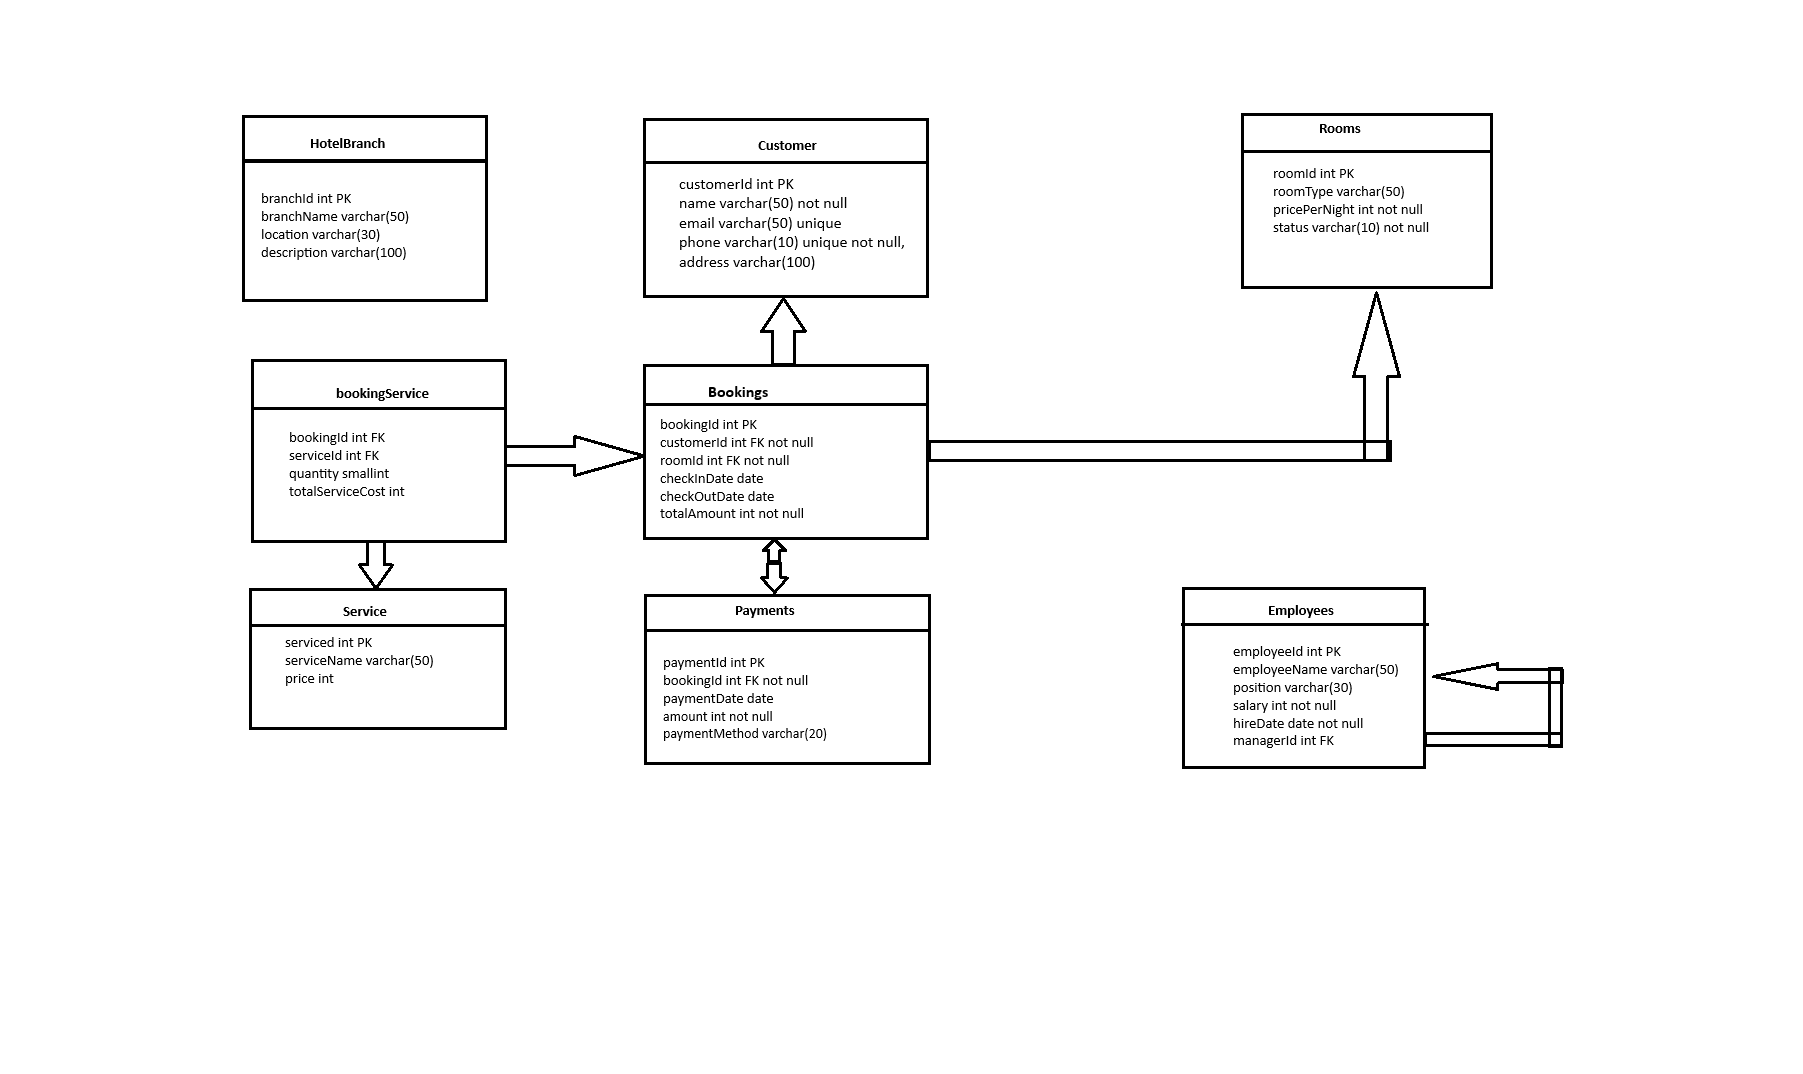 HotelBranch
branchId int PK
branchName varchar(50)
location varchar(30)
description varchar(100)
Customer
customerId int PK
name varchar(50) not null
email varchar(50) unique
phone varchar(10) unique not null,
address varchar(100)
Rooms
roomId int PK
roomType varchar(50)
pricePerNight int not null
status varchar(10) not null
bookingService
bookingId int FK
serviceId int FK
quantity smallint
totalServiceCost int
Bookings
bookingId int PK
customerId int FK not null
roomId int FK not null
checkInDate date
checkOutDate date
totalAmount int not null
Service
serviced int PK
serviceName varchar(50)
price int
Payments
paymentId int PK
bookingId int FK not null
paymentDate date
amount int not null
paymentMethod varchar(20)
Employees
employeeId int PK
employeeName varchar(50)
position varchar(30)
salary int not null
hireDate date not null
managerId int FK